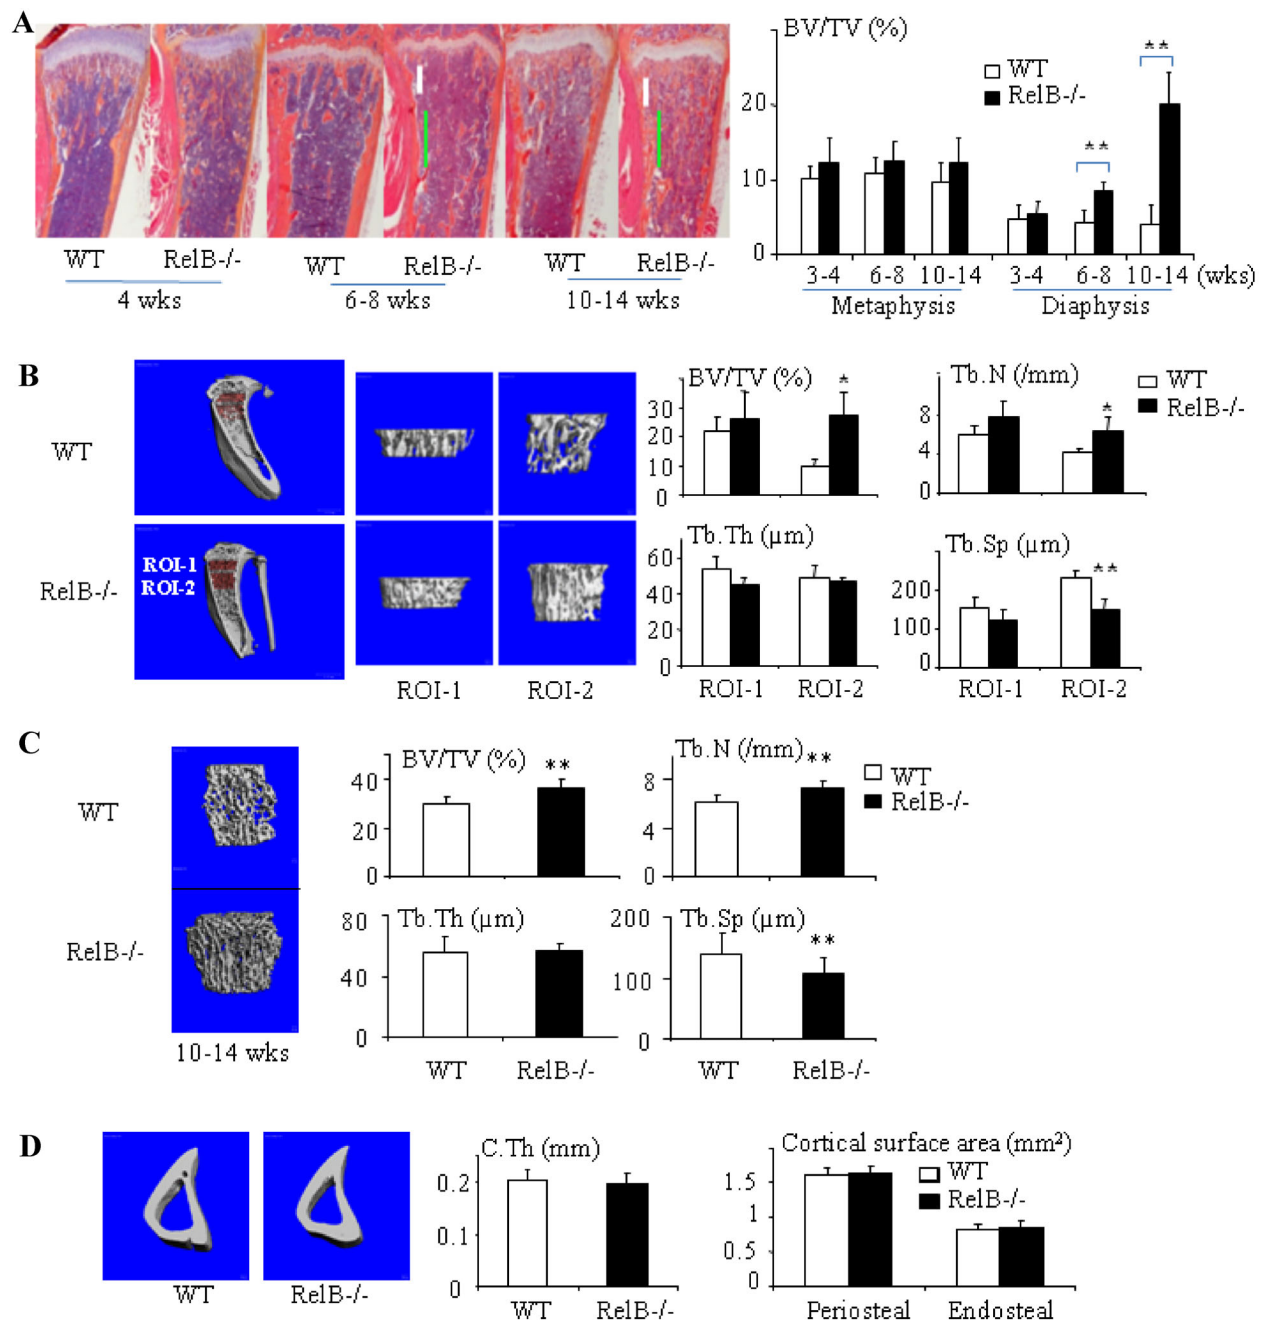 A
WT RelB-/- WT RelB-/- WT RelB-/-
4 wks 6-8 wks 10-14 wks
BV/TV (%)
WT
RelB-/-
**
**
20
10
0
3-4 6-8 10-14 3-4 6-8 10-14 (wks)
Metaphysis Diaphysis
B
WT
RelB-/-
ROI-1
ROI-2
ROI-1 ROI-2
BV/TV (%)
*
30
20
10
0
Tb.N (/mm)
*
WT
RelB-/-
8
4
0
Tb.Th (µm)
60
40
20
0
ROI-1 ROI-2
Tb.Sp (µm)
**
200
100
0
ROI-1 ROI-2
C
WT
RelB-/-
10-14 wks
BV/TV (%)
**
40
20
0
Tb.N (/mm)
**
WT
RelB-/-
8
4
0
Tb.Th (µm)
80
40
0
WT RelB-/-
Tb.Sp (µm)
**
200
100
0
WT RelB-/-
D
WT RelB-/-
C.Th (mm)
0.2
0.1
0
WT RelB-/-
Cortical surface area (mm²)
WT
RelB-/-
1.5
1
0.5
0
Periosteal Endosteal